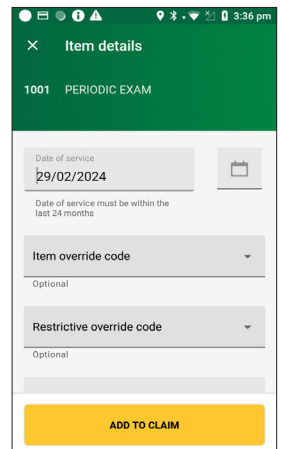 3:36 pm
Item details
1001 PERIODIC EXAM
Date of service
29/02/2024
Date of service must be within the
last 24 months
Item override code
Optional
Restrictive override code
Optional
ADD TO CLAIM